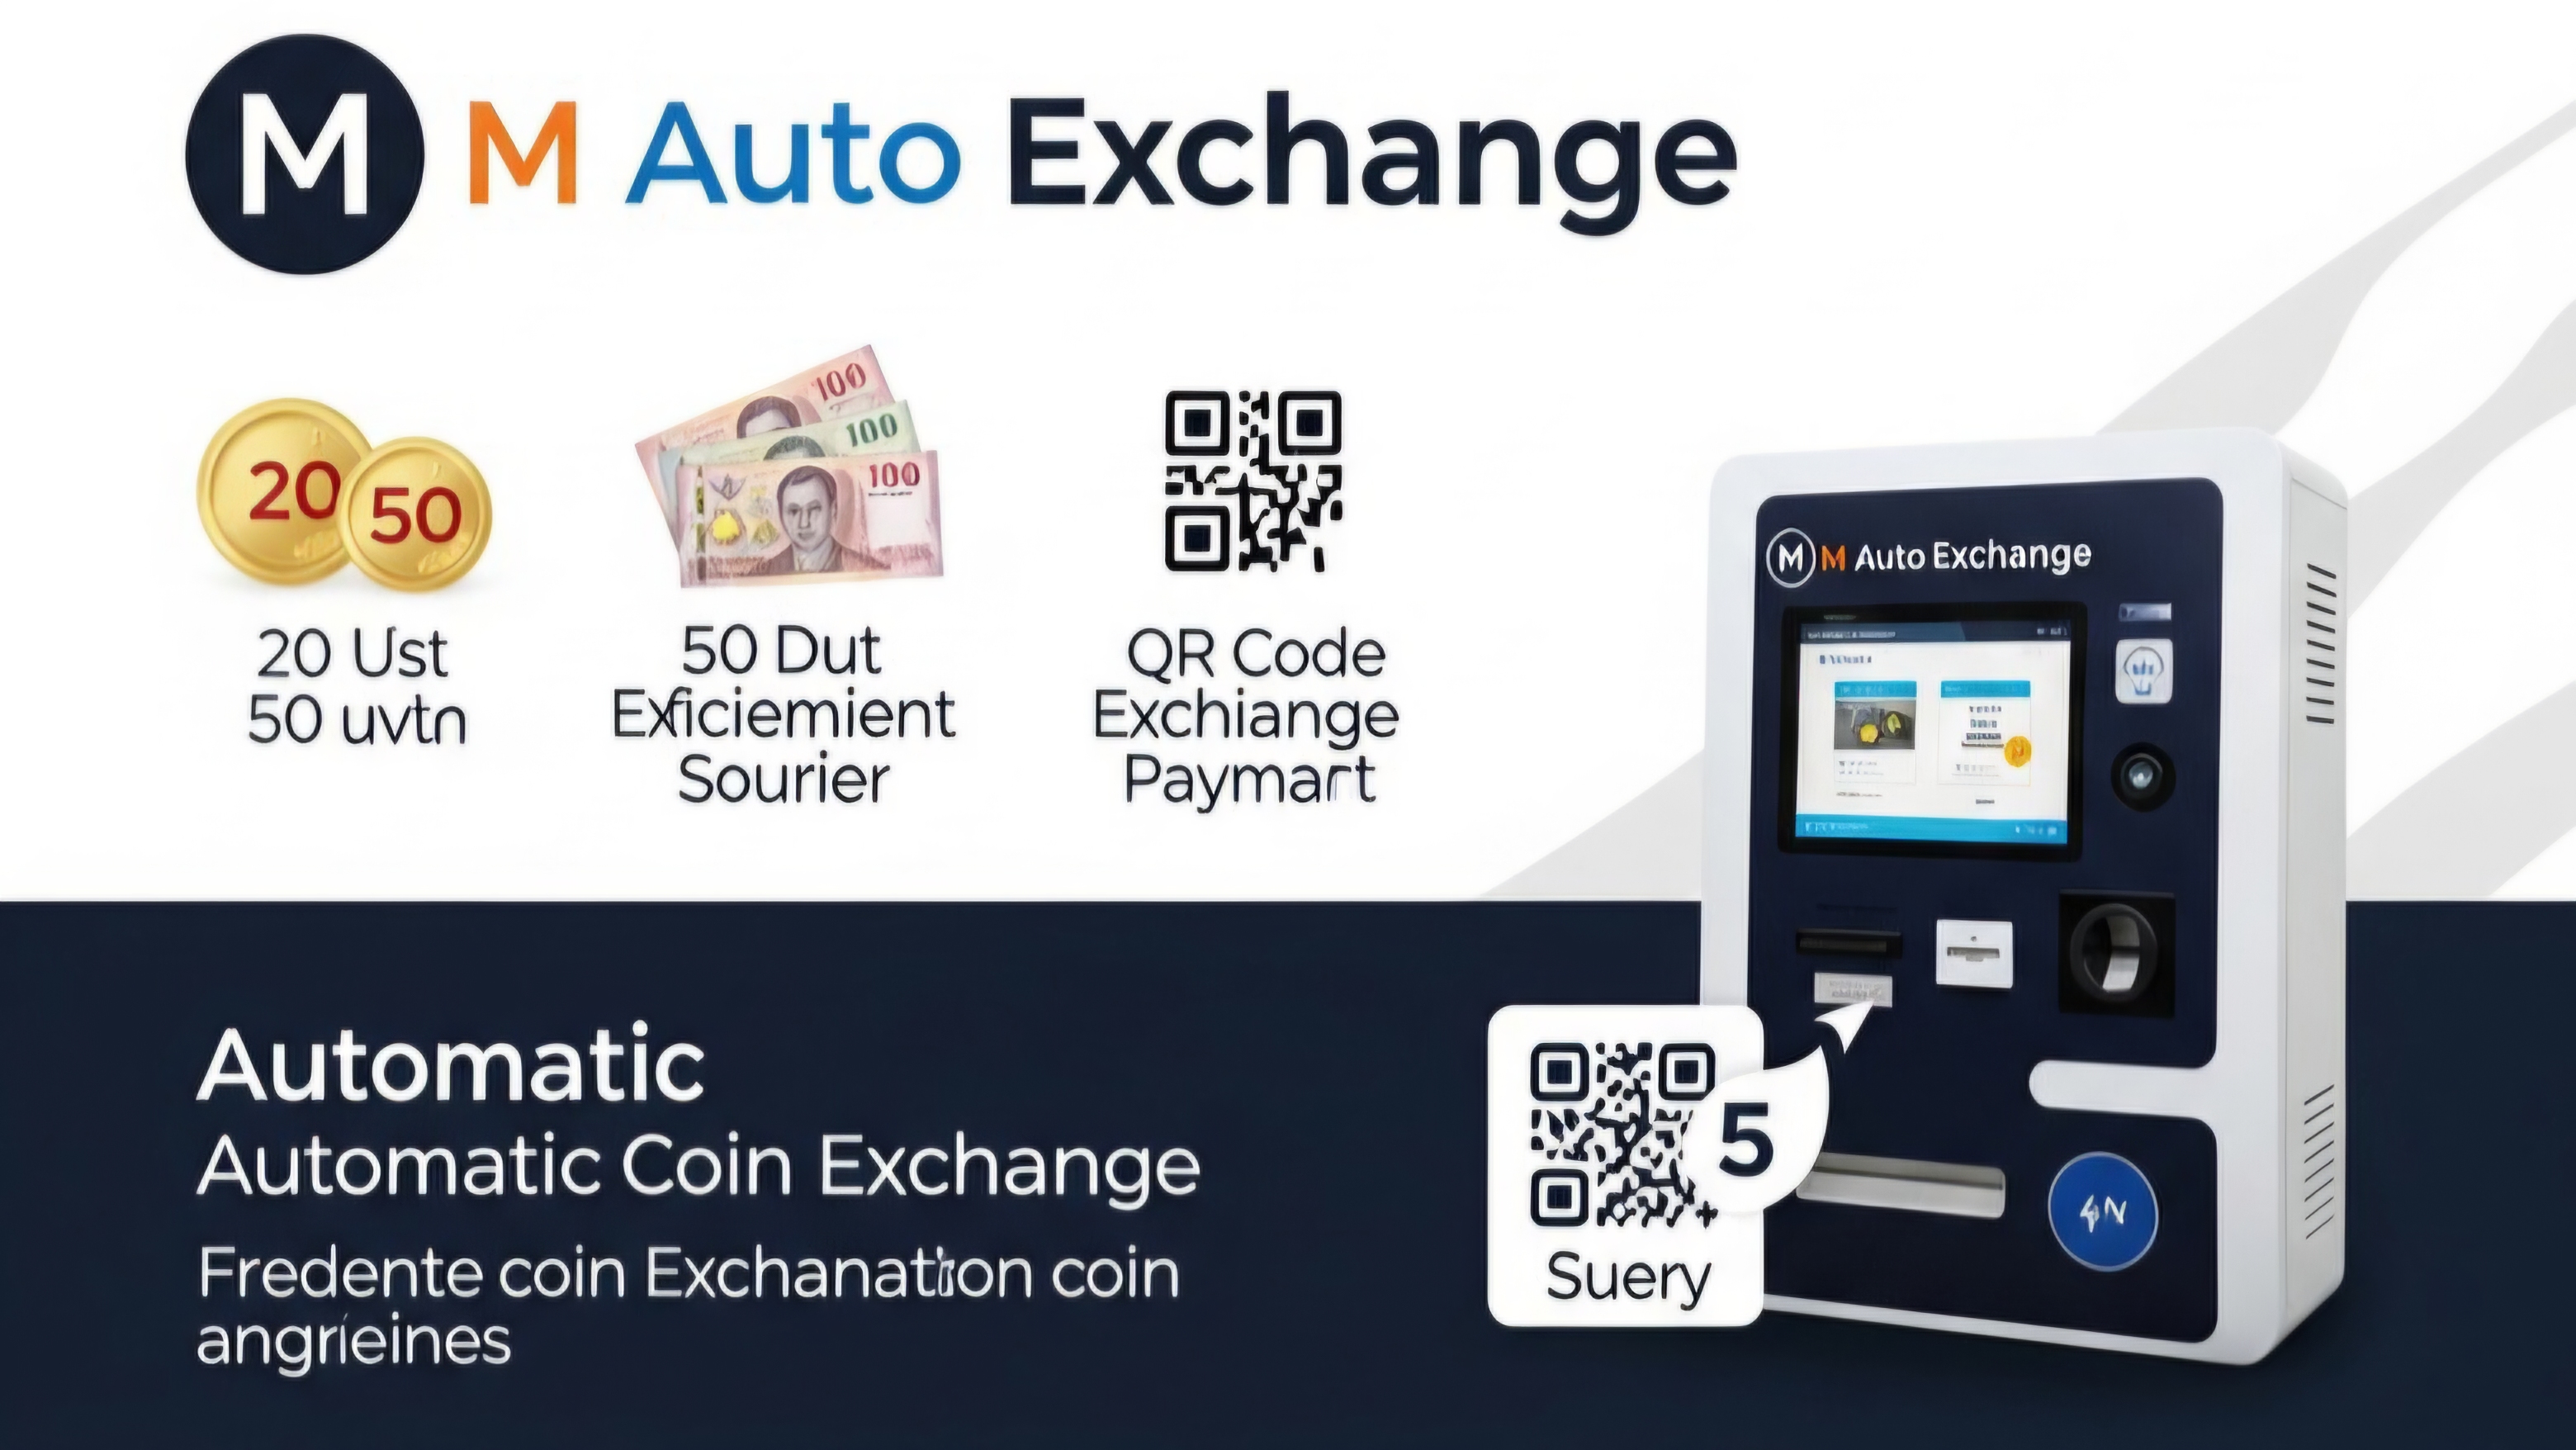 M
M Auto Exchange
20
50
100
100
100
20 Ust
50 uvtn
50 Dut
Exficiemient
Sourier
QR Code
Exchiange
Paymart
M M Auto Exchange
Automatic
Automatic Coin Exchange
Fredente coin Exchanation coin
angrieines
5
Suery